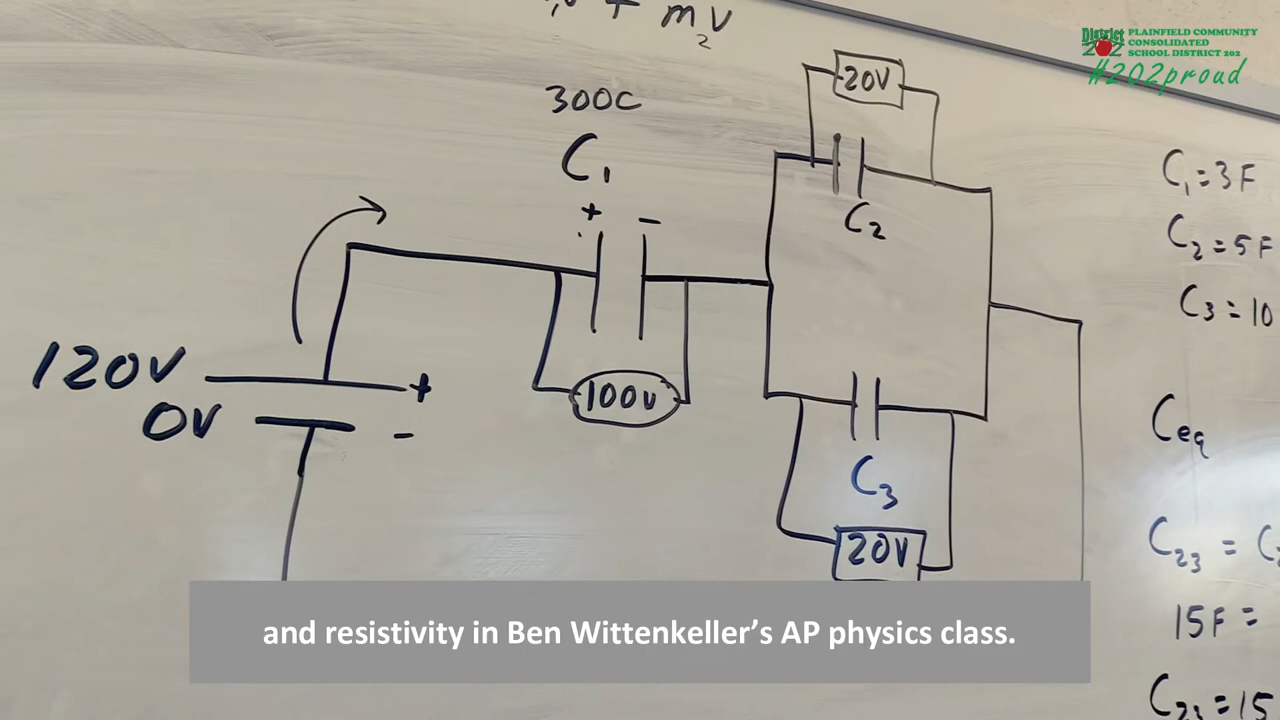 + mv
2
District 202
PLAINFIELD COMMUNITY
CONSOLIDATED
SCHOOL DISTRICT 202
#202proud
20V
300C
C₁
+ -
C₂
C₁=3F
C₂=5F
C₃=10
120V
+
0V
-
100V
Ceq
C₃
20V
C₂₃ = C
15F =
C₂₃=15
and resistivity in Ben Wittenkeller’s AP physics class.